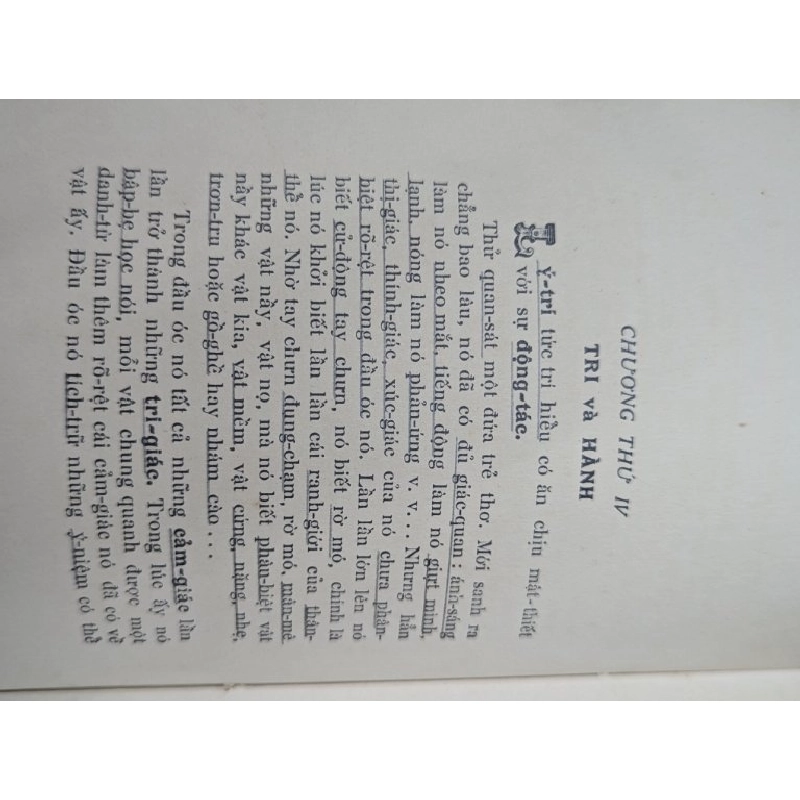 CHƯƠNG THỨ IV
TRI và HÀNH
Ý-trí tức tri hiểu có ăn chịu mật-thiết
với sự động-tác.
Thử quan-sát một đứa trẻ thơ. Mới sanh ra
chẳng bao lâu, nó đã có đủ giác-quan : ánh-sáng
làm nó nheo mắt, tiếng động làm nó giựt mình,
lạnh, nóng làm nó phản-ứng v. v... Nhưng hẳn
thị-giác, thính-giác, xúc-giác của nó chưa phân-
biệt rõ-rệt trong đầu óc nó. Lần lần lớn lên nó
biết cử-động tay chưn, nó biết rờ mó, chính là
lúc nó khởi biết lần lần cái ranh-giới của thân-
thể nó. Nhờ tay chưn đụng-chạm, rờ mó, mân-mê
những vật nầy, vật nọ, mà nó biết phân-biệt vật
nầy khác vật kia, vật mềm, vật cứng, nặng, nhẹ,
trơn-tru hoặc gồ-ghề hay nhám cào . . .
Trong đầu óc nó tất cả những cảm-giác lần
lần trở thành những tri-giác. Trong lúc ấy nó
bập-bẹ học nói, mỗi vật chung quanh được một
danh-từ làm thêm rõ-rệt cái cảm-giác nó đã có về
vật ấy. Đầu óc nó tích-trữ những ý-niệm có thể